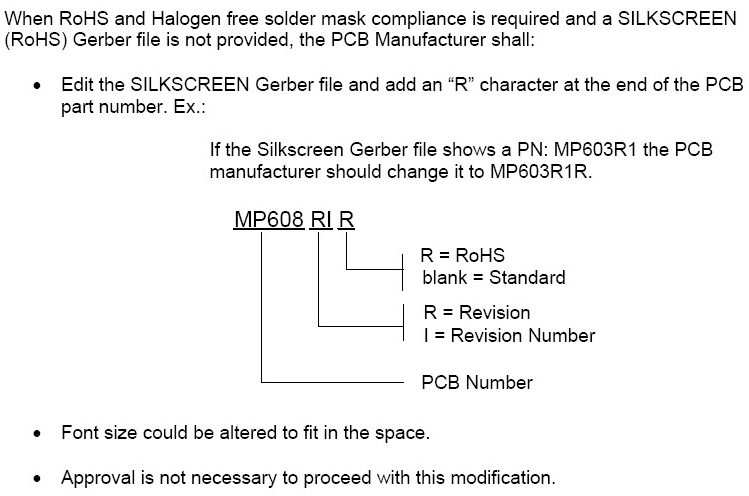 When RoHS and Halogen free solder mask compliance is required and a SILKSCREEN
(RoHS) Gerber file is not provided, the PCB Manufacturer shall:
• Edit the SILKSCREEN Gerber file and add an “R” character at the end of the PCB
part number. Ex.:
If the Silkscreen Gerber file shows a PN: MP603R1 the PCB
manufacturer should change it to MP603R1R.
MP608 RI R
R = RoHS
blank = Standard
R = Revision
I = Revision Number
PCB Number
• Font size could be altered to fit in the space.
• Approval is not necessary to proceed with this modification.